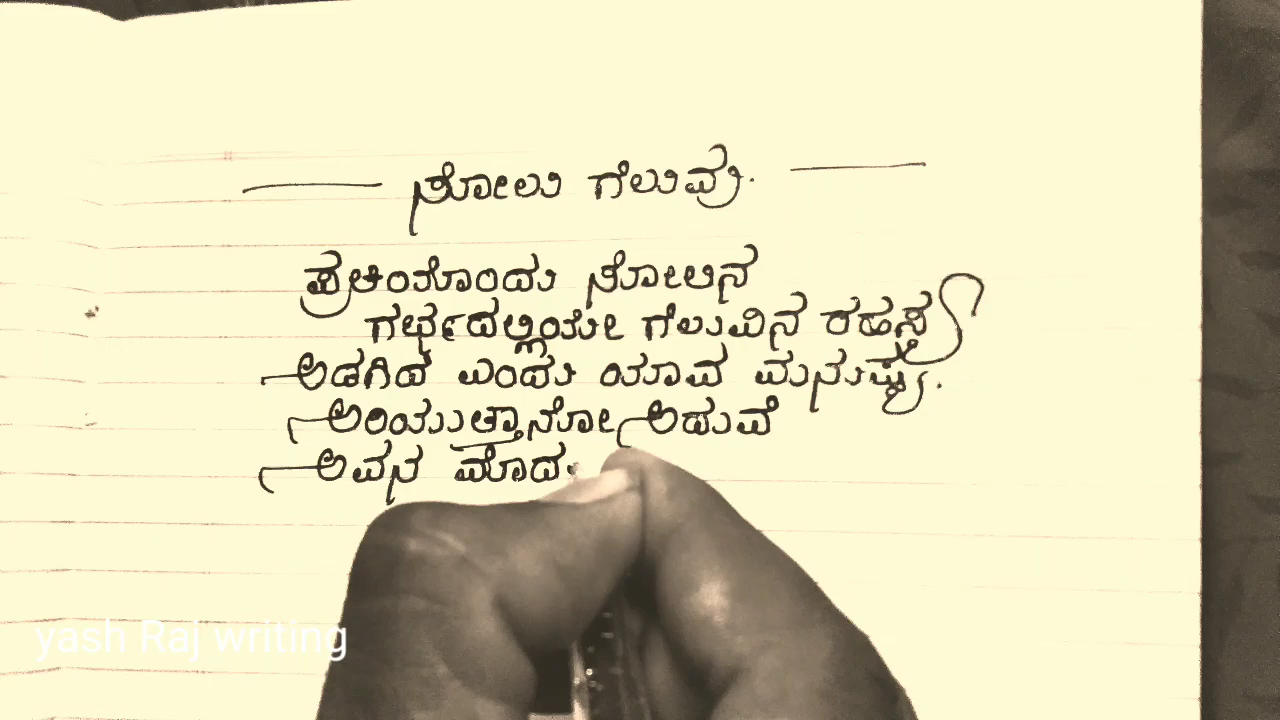 ಸೋಲು ಗೆಲುವು.
ಪ್ರತಿಯೊಂದು ಸೋಲಿನ
ಗರ್ಭದಲ್ಲಿಯೇ ಗೆಲುವಿನ ರಹಸ್ಯ
ಅಡಗಿದೆ ಎಂದು ಯಾವ ಮನುಷ್ಯ.
ಅರಿಯುತ್ತಾನೋ ಅದುವೆ
ಅವನ ಮೊದ
yash Raj writing